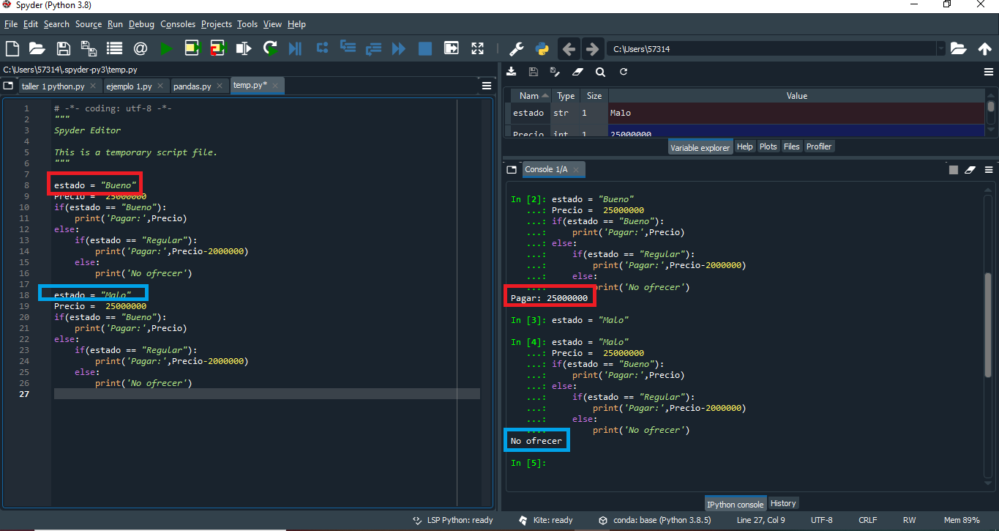 Spyder (Python 3.8)
File Edit Search Source Run Debug Consoles Projects Tools View Help
C:\Users\57314
C:\Users\57314\.spyder-py3\temp.py
taller 1 python.py
ejemplo 1.py
pandas.py
temp.py*
1 # -*- coding: utf-8 -*-
2 """
3 Spyder Editor
4
5 This is a temporary script file.
6 """
7
8 estado = "Bueno"
9 Precio =  25000000
10 if(estado == "Bueno"):
11     print('Pagar:',Precio)
12 else:
13     if(estado == "Regular"):
14         print('Pagar:',Precio-2000000)
15     else:
16         print('No ofrecer')
17
18 estado = "Malo"
19 Precio =  25000000
20 if(estado == "Bueno"):
21     print('Pagar:',Precio)
22 else:
23     if(estado == "Regular"):
24         print('Pagar:',Precio-2000000)
25     else:
26         print('No ofrecer')
27
Nam Type Size Value
estado str 1 Malo
Precio int 1 25000000
Variable explorer Help Plots Files Profiler
Console 1/A
In [2]: estado = "Bueno"
...: Precio =  25000000
...: if(estado == "Bueno"):
...:     print('Pagar:',Precio)
...: else:
...:     if(estado == "Regular"):
...:         print('Pagar:',Precio-2000000)
...:     else:
print('No ofrecer')
Pagar: 25000000
In [3]: estado = "Malo"
In [4]: estado = "Malo"
...: Precio =  25000000
...: if(estado == "Bueno"):
...:     print('Pagar:',Precio)
...: else:
...:     if(estado == "Regular"):
...:         print('Pagar:',Precio-2000000)
...:     else:
...:         print('No ofrecer')
No ofrecer
In [5]:
IPython console History
LSP Python: ready Kite: ready conda: base (Python 3.8.5) Line 27, Col 9 UTF-8 CRLF RW Mem 89%